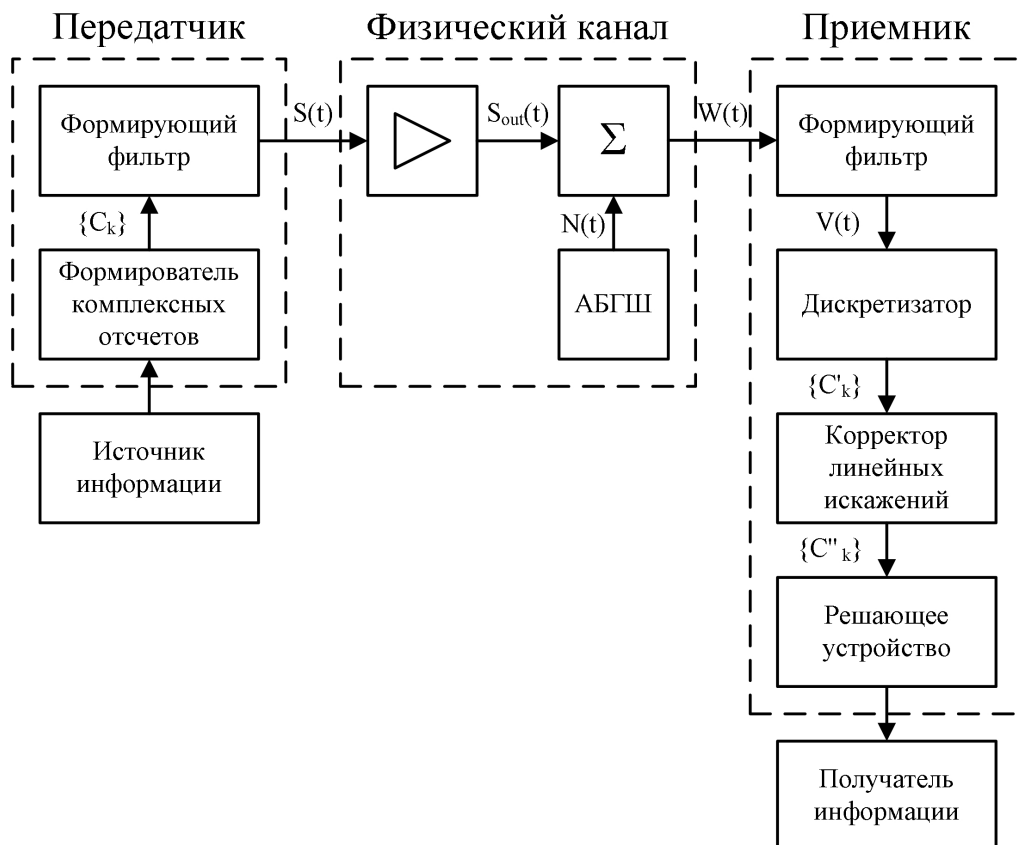 Передатчик
Физический канал
Приемник
Формирующий
фильтр
S(t)
S_out(t)
Σ
W(t)
Формирующий
фильтр
{C_k}
N(t)
V(t)
Формирователь
комплексных
отсчетов
АБГШ
Дискретизатор
{C'_k}
Источник
информации
Корректор
линейных
искажений
{C"_k}
Решающее
устройство
Получатель
информации